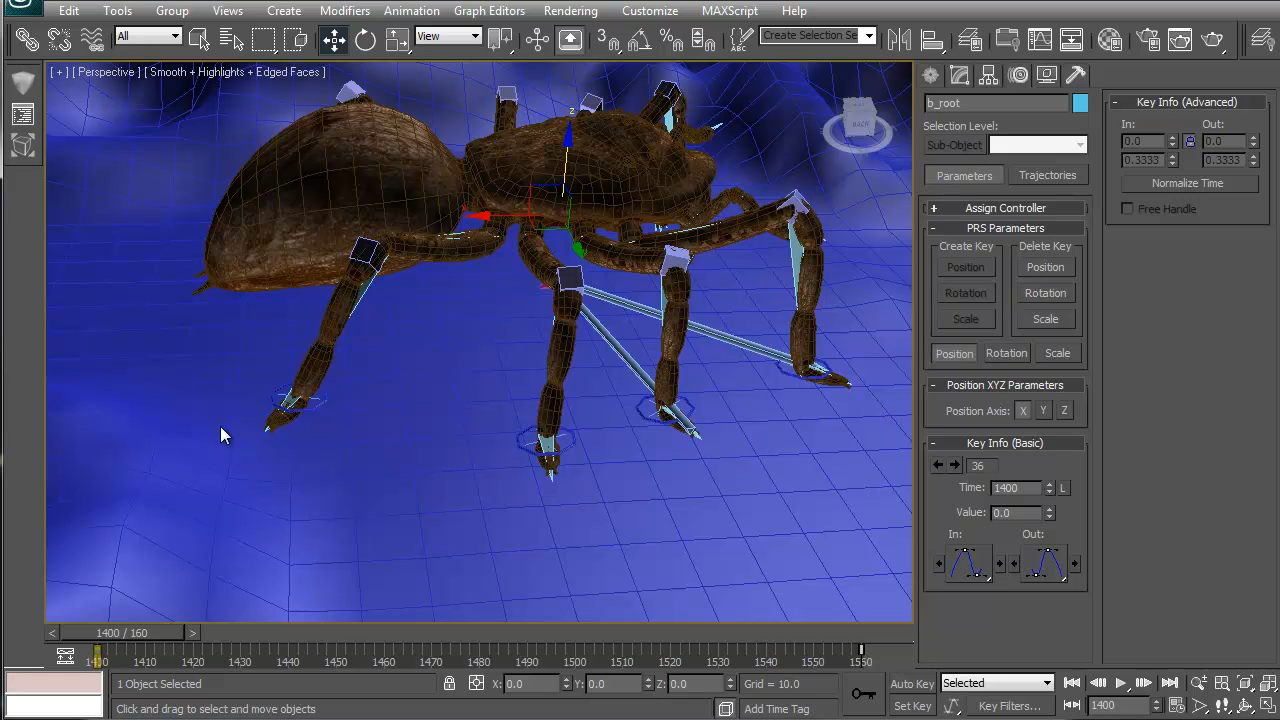 Edit Tools Group Views Create Modifiers Animation Graph Editors Rendering Customize MAXScript Help
All View 3 Create Selection Se
[ + ] [ Perspective ] [ Smooth + Highlights + Edged Faces ]
z
BACK
b_root
Selection Level:
Sub-Object
Parameters Trajectories
+ Assign Controller
- PRS Parameters
Create Key Delete Key
Position Position
Rotation Rotation
Scale Scale
Position Rotation Scale
- Position XYZ Parameters
Position Axis: X Y Z
- Key Info (Basic)
36
Time: 1400 L
Value: 0.0
In: Out:
- Key Info (Advanced)
In: Out:
0.0 0.0
0.3333 0.3333
Normalize Time
Free Handle
< 1400 / 160 >
1400 1410 1420 1430 1440 1450 1460 1470 1480 1490 1500 1510 1520 1530 1540 1550 1560
1 Object Selected X: 0.0 Y: 0.0 Z: 0.0 Grid = 10.0 Auto Key Selected
Click and drag to select and move objects Add Time Tag Set Key Key Filters... 1400